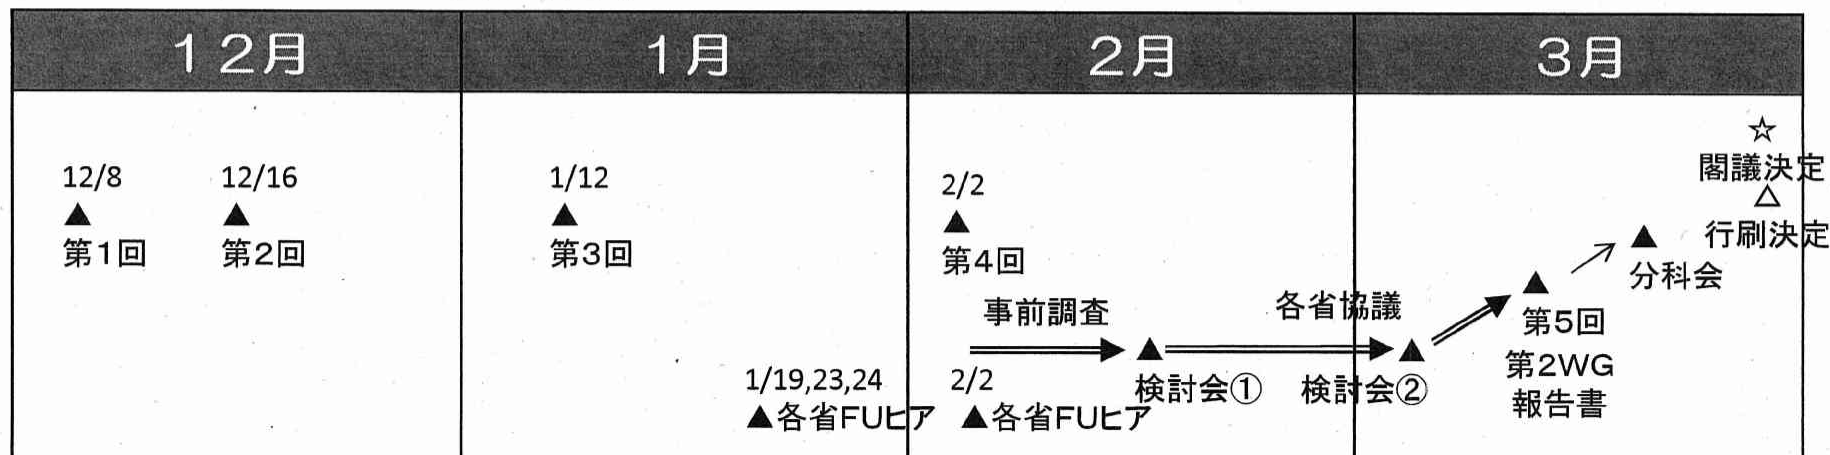 12月
1月
2月
3月
12/8
▲
第1回
12/16
▲
第2回
1/12
▲
第3回
1/19,23,24
▲各省FUヒア
2/2
▲
第4回
事前調査
2/2
▲各省FUヒア
▲
検討会①
各省協議
▲
検討会②
▲
第5回
第2WG
報告書
▲
分科会
☆
閣議決定
△
行刷決定